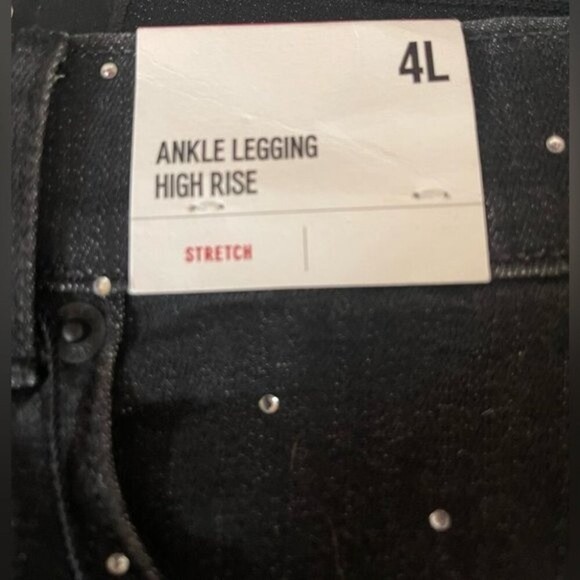 4L
ANKLE LEGGING
HIGH RISE
STRETCH